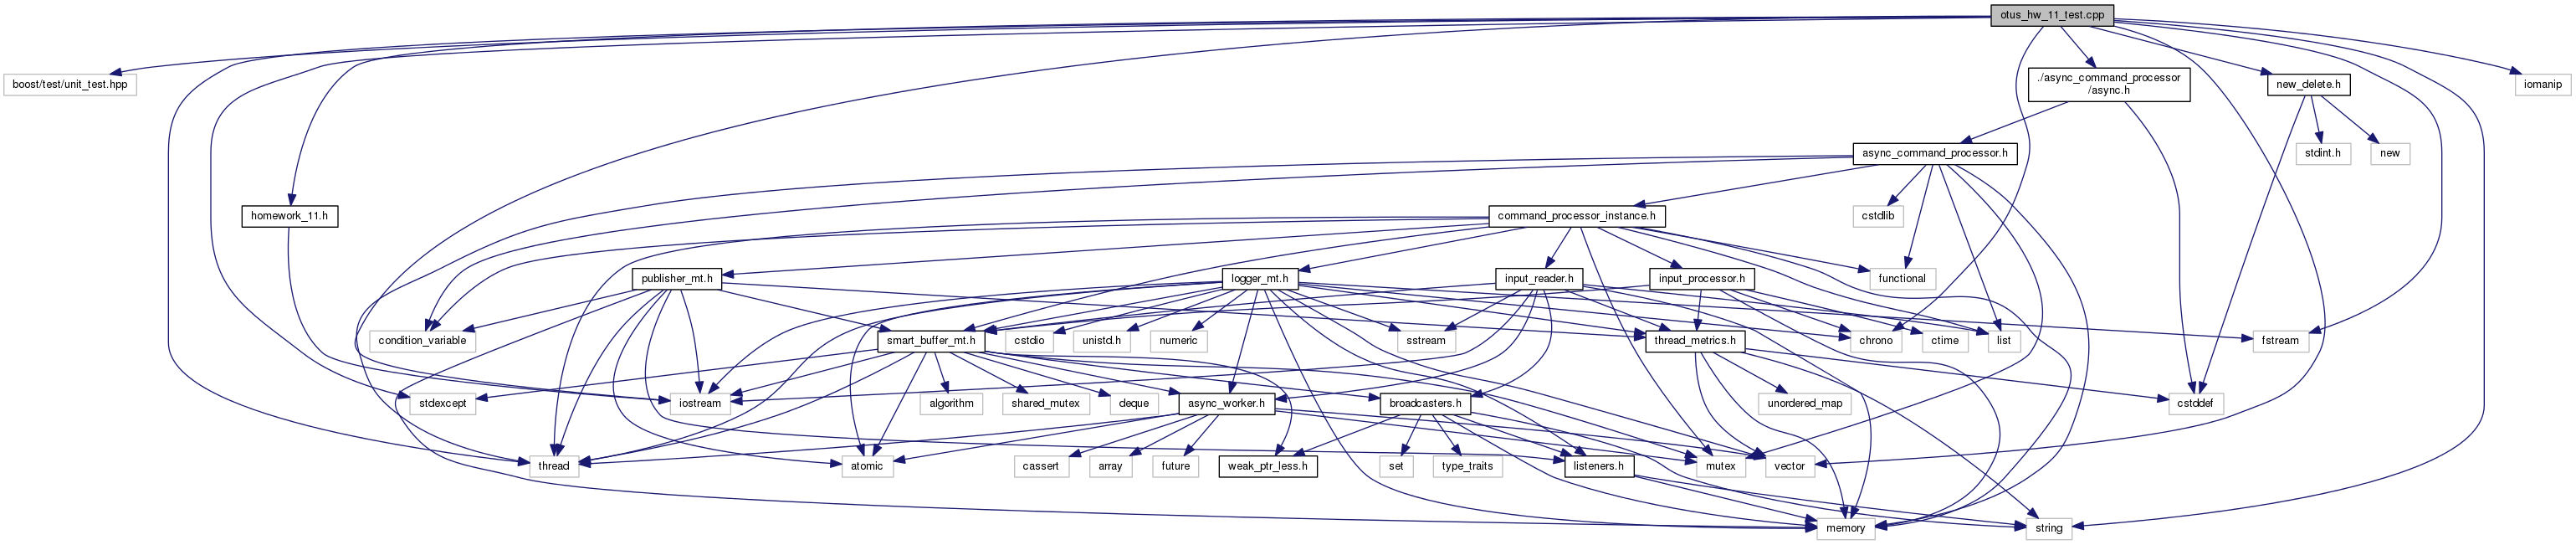 otus_hw_11_test.cpp
boost/test/unit_test.hpp
./async_command_processor
/async.h
new_delete.h
iomanip
async_command_processor.h
stdint.h
new
homework_11.h
command_processor_instance.h
cstdlib
publisher_mt.h
logger_mt.h
input_reader.h
input_processor.h
functional
condition_variable
smart_buffer_mt.h
cstdio
unistd.h
numeric
sstream
thread_metrics.h
chrono
ctime
list
fstream
stdexcept
iostream
algorithm
shared_mutex
deque
async_worker.h
broadcasters.h
unordered_map
cstddef
thread
atomic
cassert
array
future
weak_ptr_less.h
set
type_traits
listeners.h
mutex
vector
memory
string